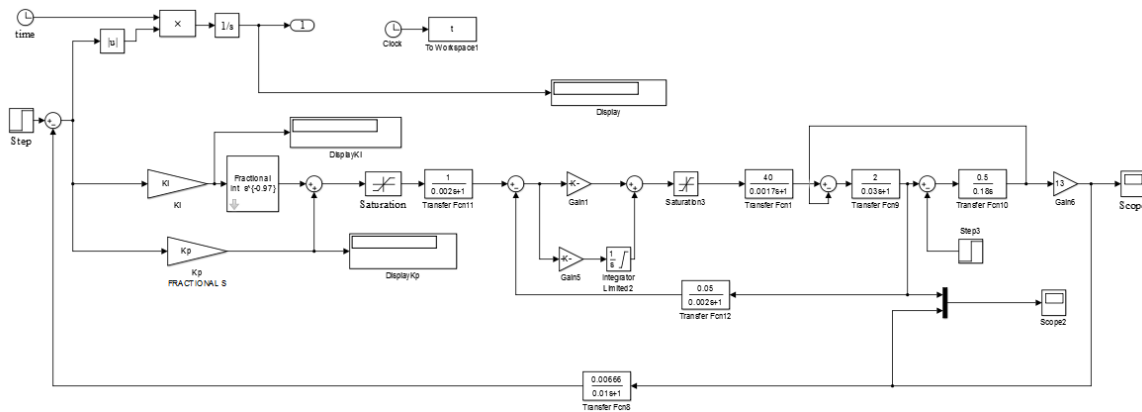 time
|u|
×
1/s
1
Clock
t
To Workspace1
Display
Step
DisplayKI
KI
KI
Fractional
Int s^{-0.97}
Saturation
1
0.002s+1
Transfer Fcn11
-K-
Gain1
Saturation3
40
0.0017s+1
Transfer Fcn1
2
0.03s+1
Transfer Fcn9
0.5
0.18s
Transfer Fcn10
13
Gain6
Scope
Step3
Kp
Kp
FRACTIONAL S
DisplayKp
-K-
Gain5
1
s
Integrator
Limited2
0.05
0.002s+1
Transfer Fcn12
Scope2
0.00666
0.01s+1
Transfer Fcn8